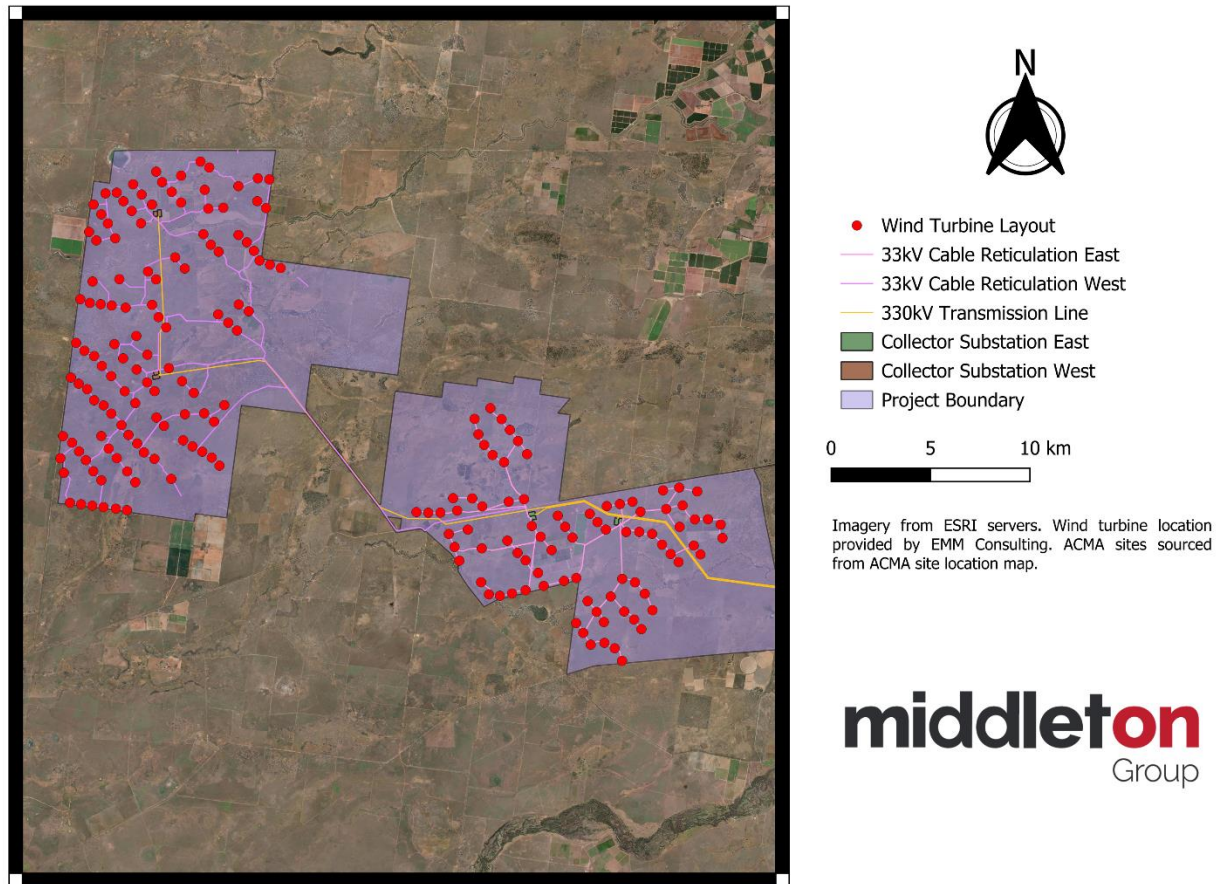 N
Wind Turbine Layout
33kV Cable Reticulation East
33kV Cable Reticulation West
330kV Transmission Line
Collector Substation East
Collector Substation West
Project Boundary
0 5 10 km
Imagery from ESRI servers. Wind turbine location
provided by EMM Consulting. ACMA sites sourced
from ACMA site location map.
middleton
Group